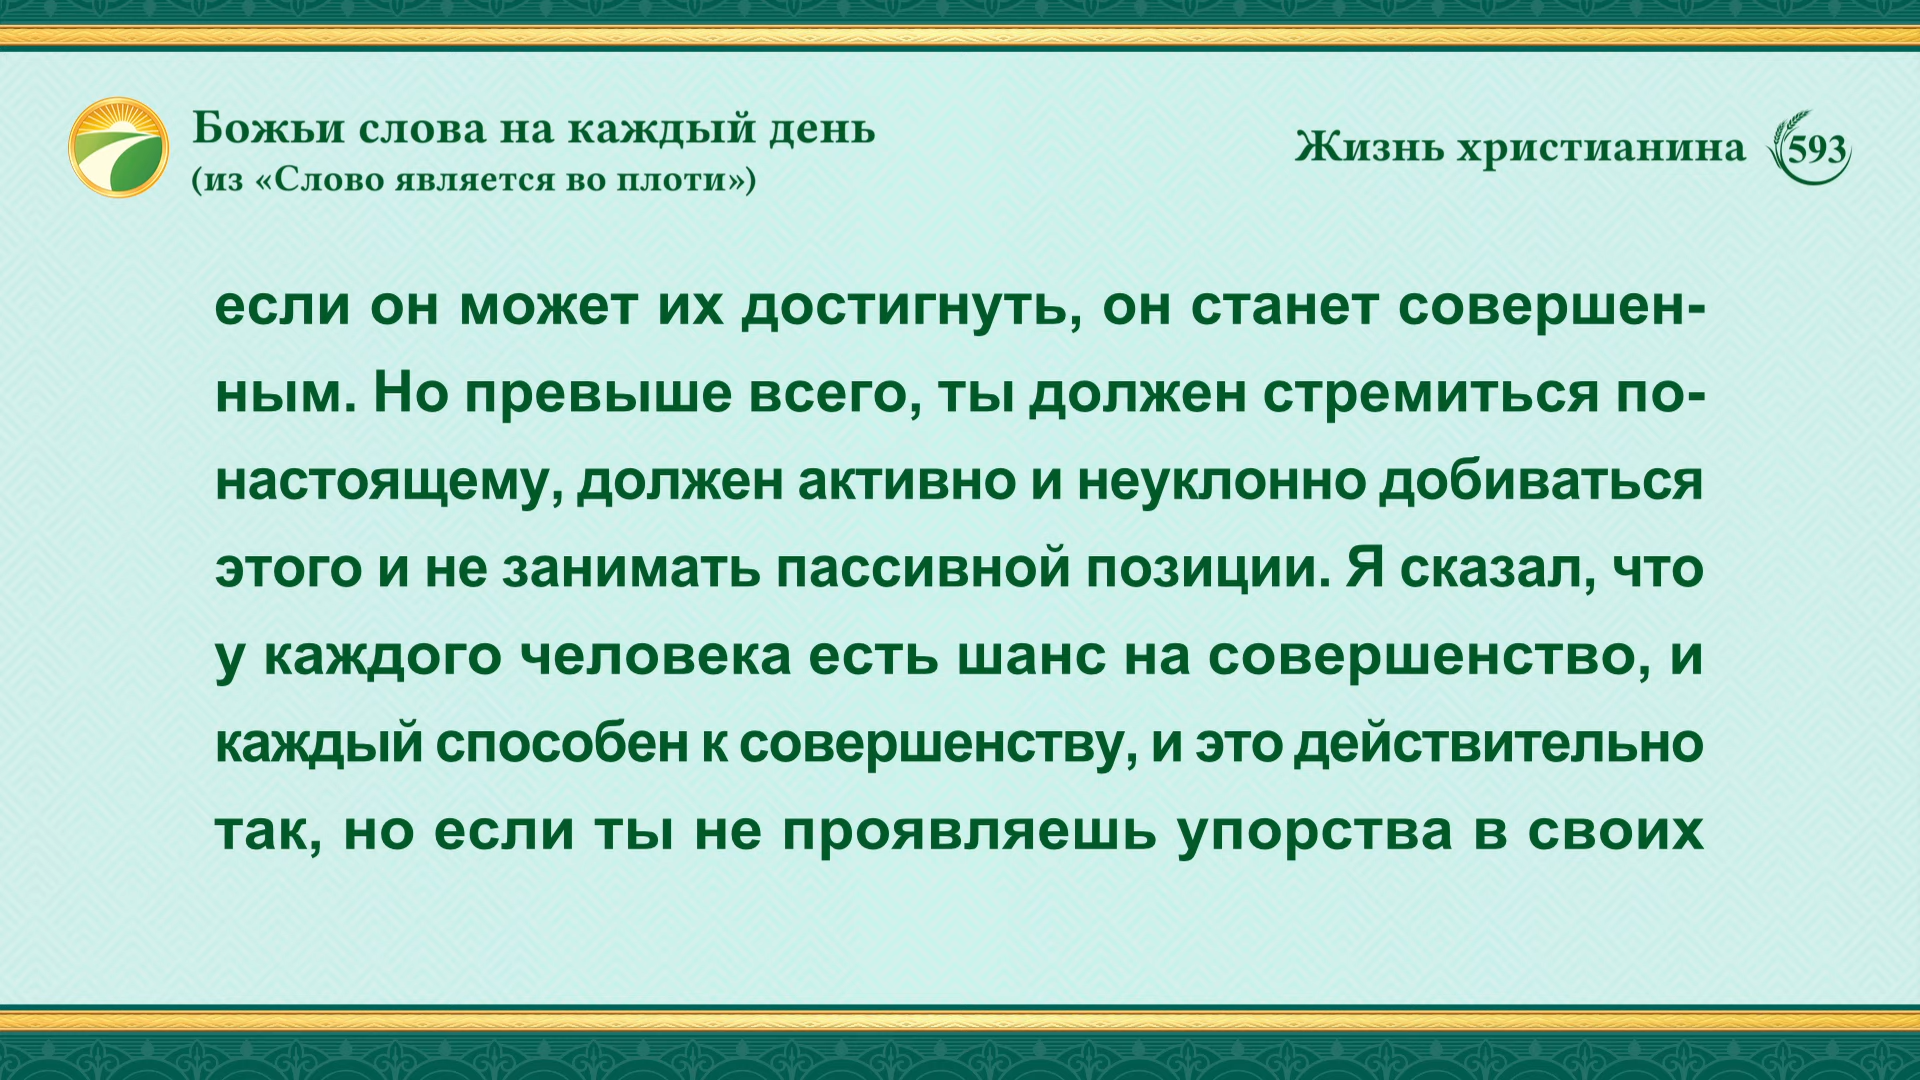 Божьи слова на каждый день
(из «Слово является во плоти»)
Жизнь христианина 593
если он может их достигнуть, он станет совершен-
ным. Но превыше всего, ты должен стремиться по-
настоящему, должен активно и неуклонно добиваться
этого и не занимать пассивной позиции. Я сказал, что
у каждого человека есть шанс на совершенство, и
каждый способен к совершенству, и это действительно
так, но если ты не проявляешь упорства в своих